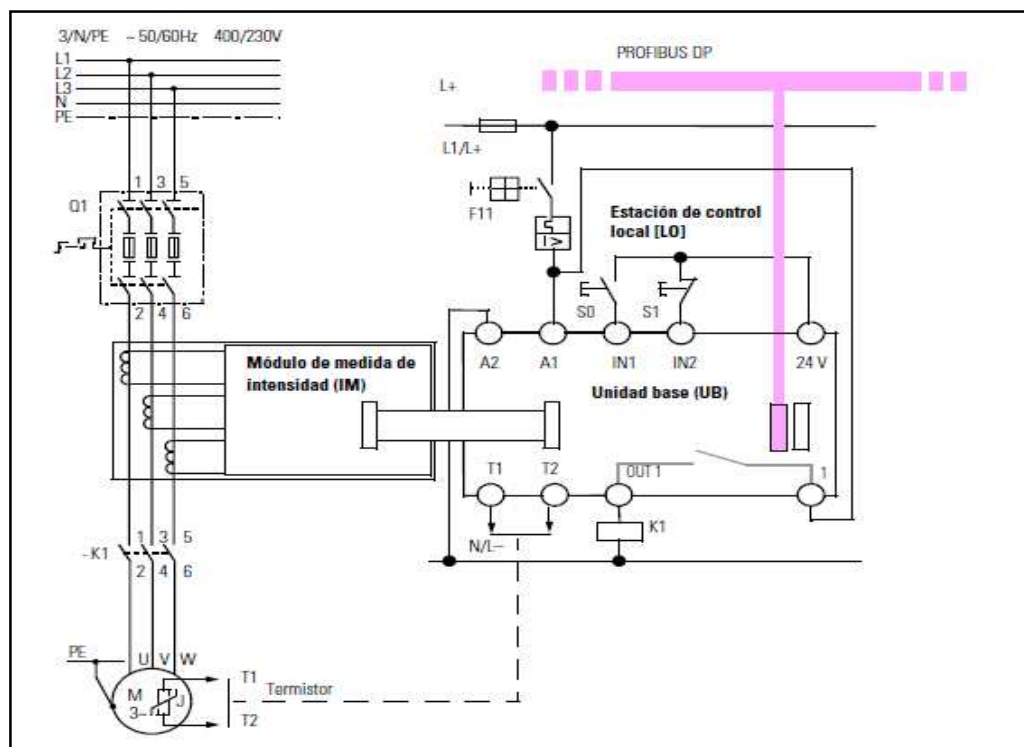 3/N/PE ~ 50/60Hz 400/230V
L1
L2
L3
N
PE
PROFIBUS DP
L+
L1/L+
1 3 5
Q1
F11
I>
Estación de control
local [LO]
S0 S1
2 4 6
A2 A1 IN1 IN2 24 V
Módulo de medida de
intensidad (IM)
Unidad base (UB)
T1 T2 OUT 1 1
K1
N/L–
1 3 5
-K1
2 4 6
PE
U V W
M
3~
J
T1
Termistor
T2